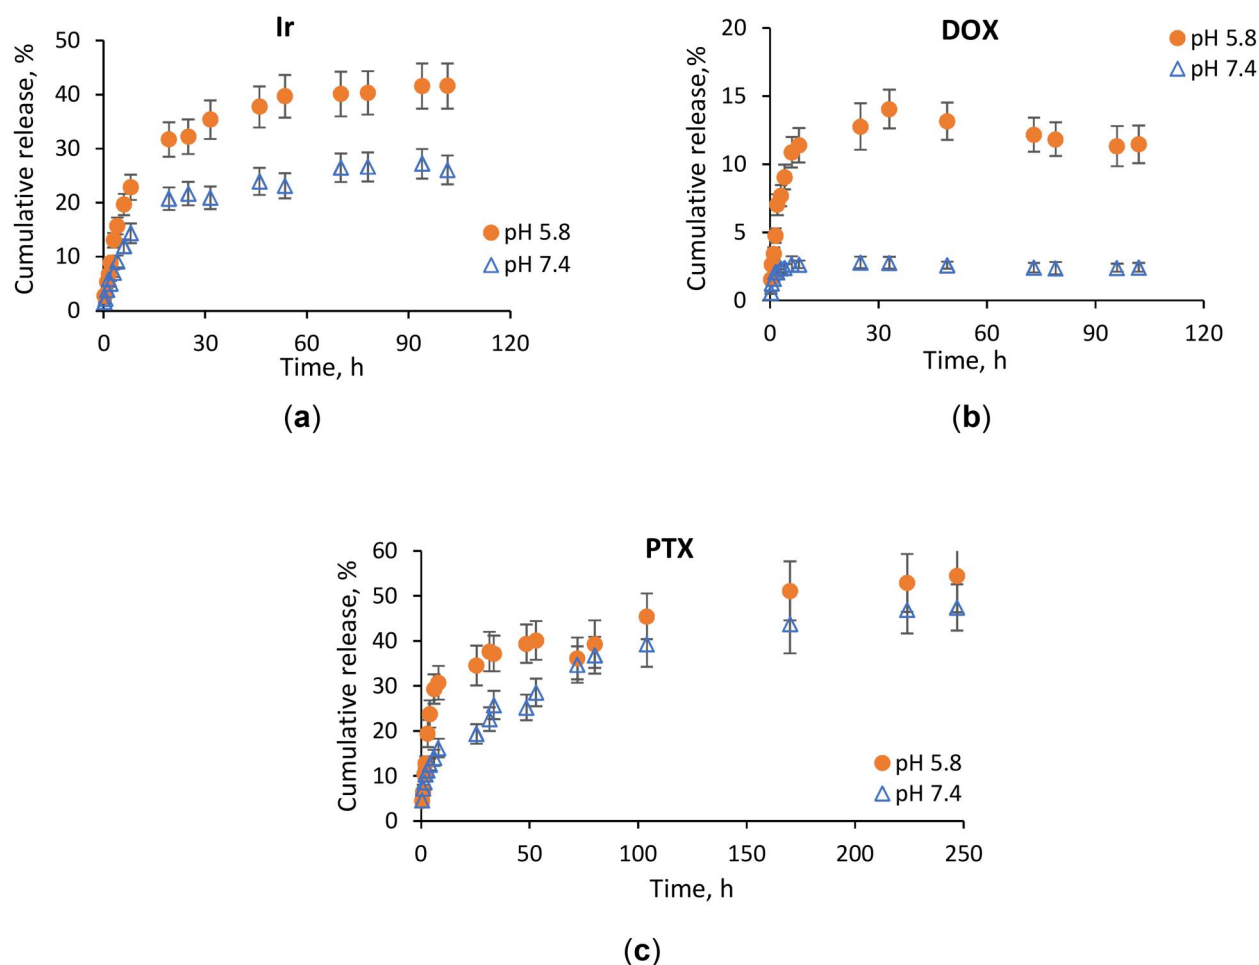 Ir
Cumulative release, %
50
40
30
20
10
0
0 30 60 90 120
Time, h
pH 5.8
pH 7.4
(a)
DOX
Cumulative release,%
20
15
10
5
0
0 30 60 90 120
Time, h
pH 5.8
pH 7.4
(b)
PTX
Cumulative release, %
60
50
40
30
20
10
0
0 50 100 150 200 250
Time, h
pH 5.8
pH 7.4
(c)